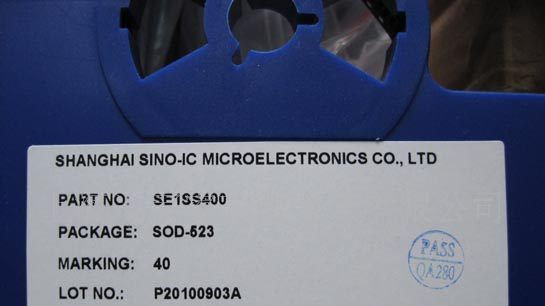 SHANGHAI SINO-IC MICROELECTRONICS CO., LTD
PART NO: SE1SS400
PACKAGE: SOD-523
MARKING: 40
LOT NO.: P20100903A
PASS
QA280